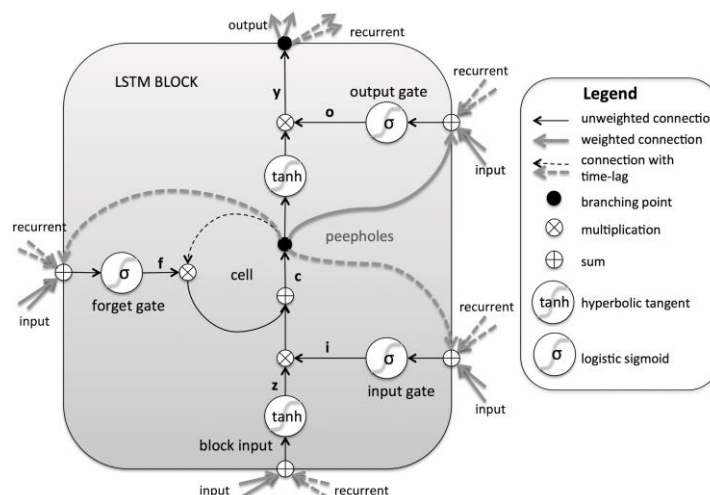 output
recurrent
LSTM BLOCK
y
output gate
recurrent
o
σ
input
tanh
recurrent
peepholes
f
σ
cell
c
forget gate
input
recurrent
i
σ
z
input gate
input
tanh
block input
input
recurrent
Legend
unweighted connectio
weighted connection
connection with
time-lag
branching point
multiplication
sum
tanh hyperbolic tangent
σ logistic sigmoid